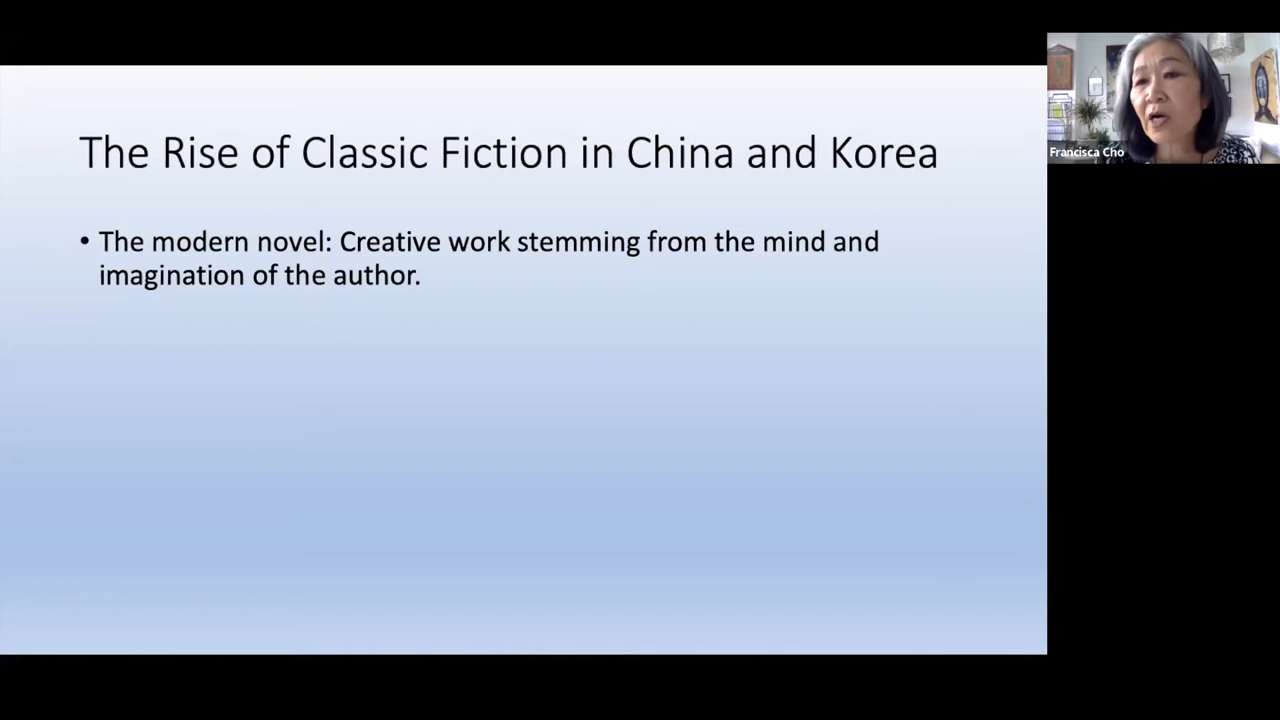 The Rise of Classic Fiction in China and Korea
• The modern novel: Creative work stemming from the mind and
imagination of the author.
Francisca Cho